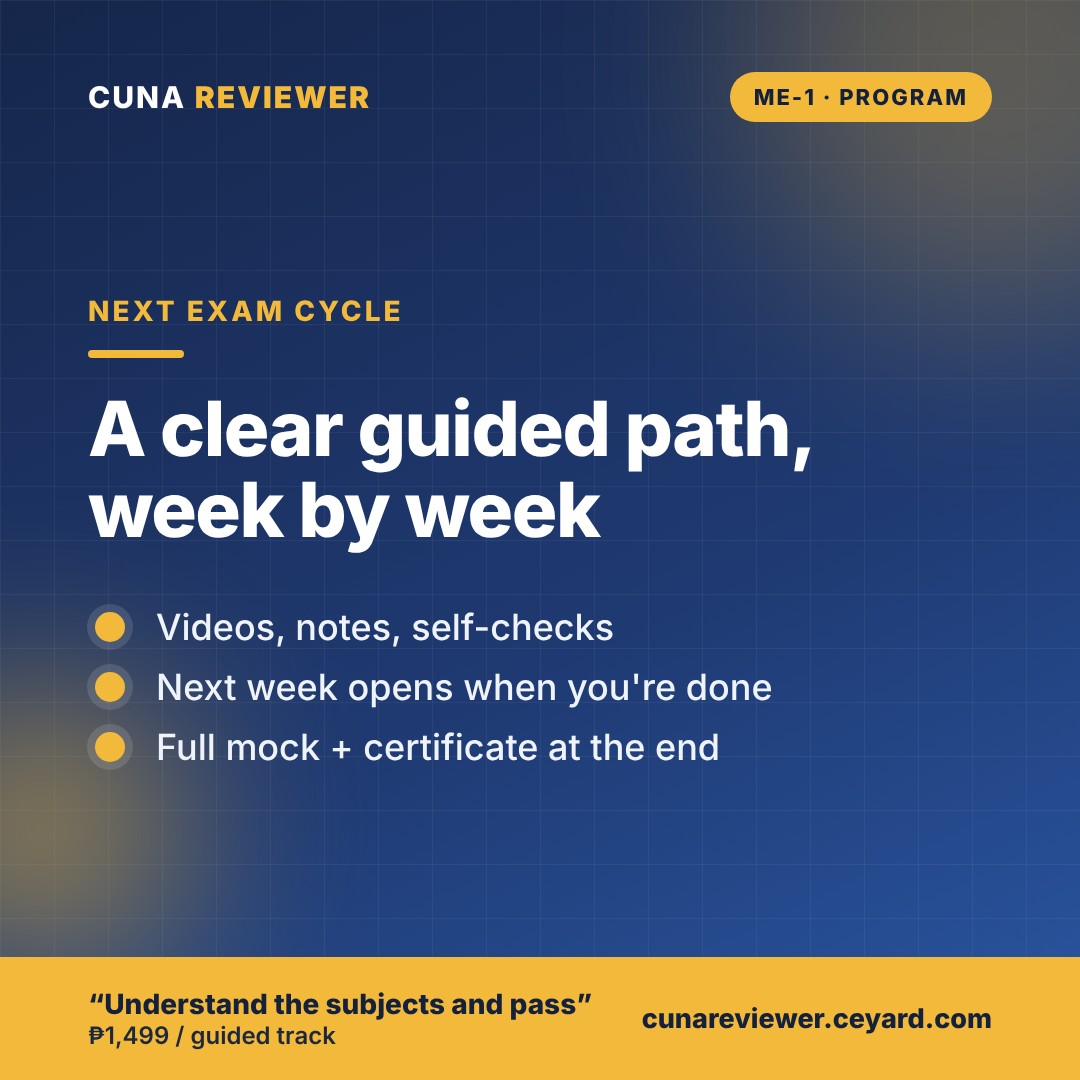 CUNA REVIEWER
ME-1 · PROGRAM
NEXT EXAM CYCLE
A clear guided path,
week by week
Videos, notes, self-checks
Next week opens when you're done
Full mock + certificate at the end
“Understand the subjects and pass”
₱1,499 / guided track
cunareviewer.ceyard.com